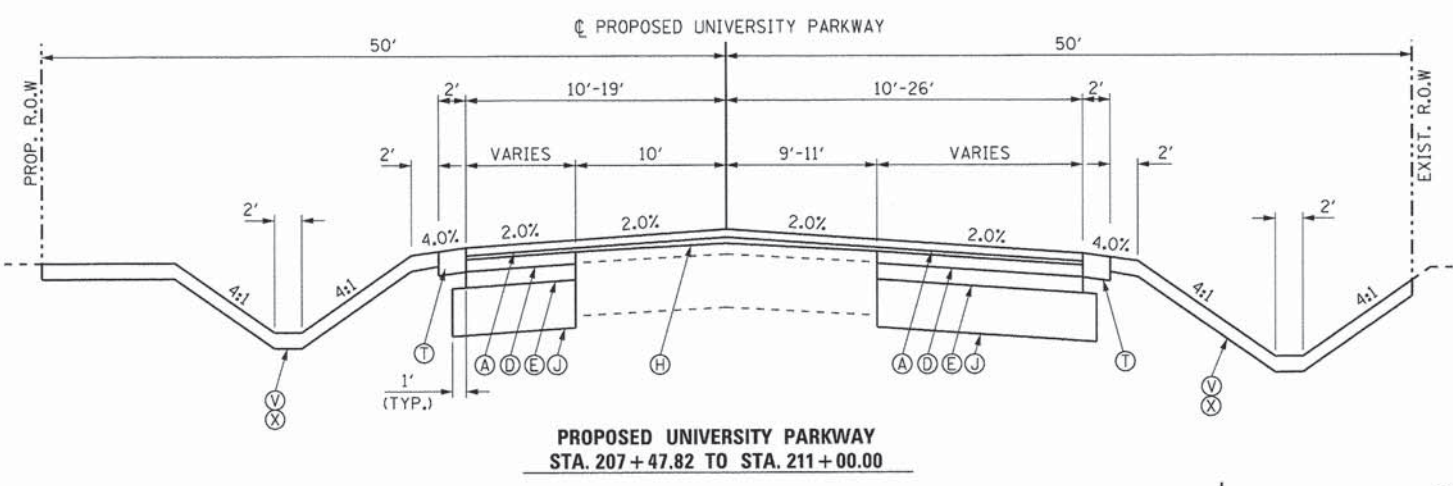 ℄ PROPOSED UNIVERSITY PARKWAY
50' 50'
2' 10'-19' 10'-26' 2'
PROP. R.O.W
EXIST. R.O.W
2' VARIES 10' 9'-11' VARIES 2'
2' 2'
4.0% 2.0% 2.0% 2.0% 2.0% 4.0%
4:1 4:1 4:1 4:1
T A D E J H A D E J T
1'
(TYP.)
V V
X X
PROPOSED UNIVERSITY PARKWAY
STA. 207+47.82 TO STA. 211+00.00